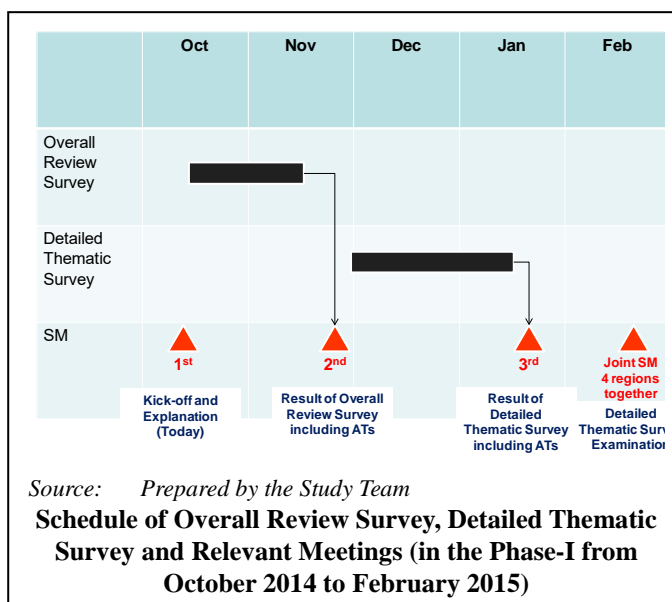 Oct Nov Dec Jan Feb
Overall
Review
Survey
Detailed
Thematic
Survey
SM
1st 2nd 3rd Joint SM
4 regions
together
Kick-off and
Explanation
(Today)
Result of Overall
Review Survey
including ATs
Result of
Detailed
Thematic Survey
including ATs
Detailed
Thematic Surve
Examination
Source: Prepared by the Study Team
Schedule of Overall Review Survey, Detailed Thematic
Survey and Relevant Meetings (in the Phase-I from
October 2014 to February 2015)